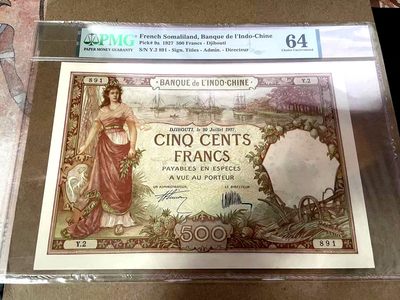 PMG
PAPER MONEY GUARANTY
French Somaliland, Banque de l'Indo-Chine
Pick# 9a 1927 500 Francs - Djibouti
S/N Y.2 891 - Sign. Titles - Admin. - Directeur
64
Choice Uncirculated
891
Y.2
BANQUE DE L'INDO-CHINE
DJIBOUTI, le 20 Juillet 1927.
CINQ CENTS
FRANCS
PAYABLES EN ESPÈCES
A VUE AU PORTEUR
UN ADMINISTRATEUR
LE DIRECTEUR
Y.2
500
891